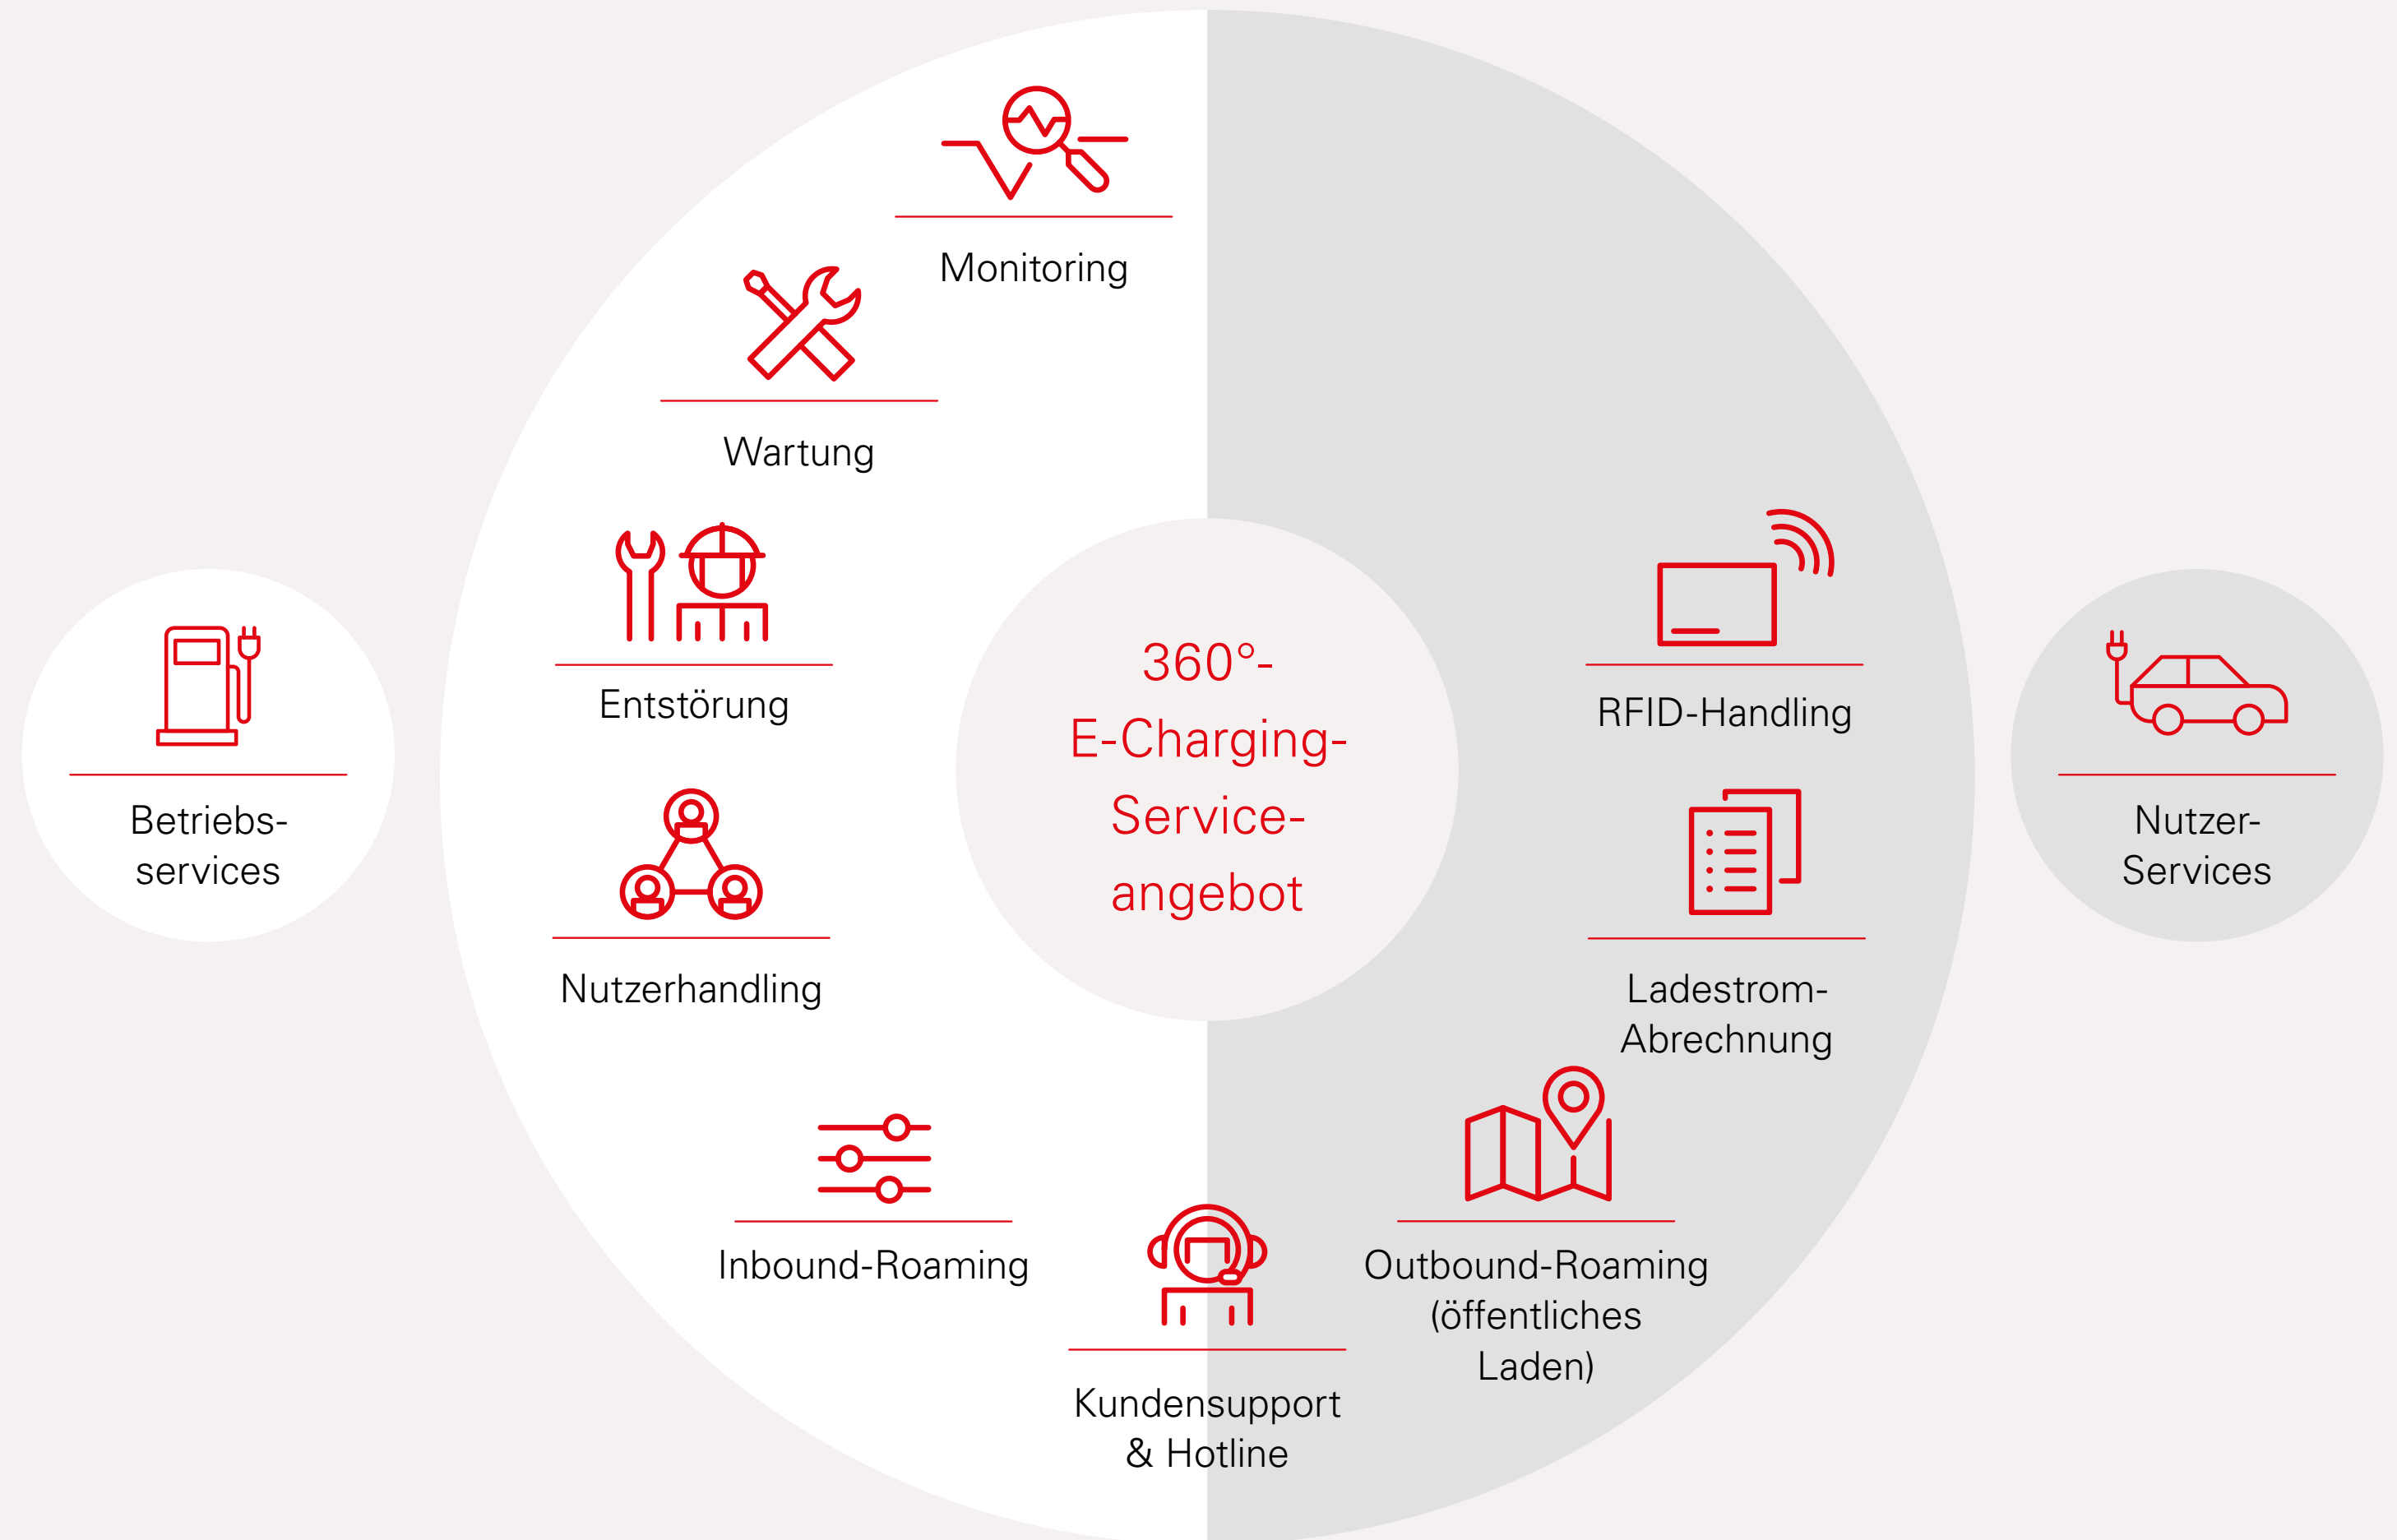 Monitoring
Wartung
Entstörung
Nutzerhandling
Inbound-Roaming
Kundensupport
& Hotline
Betriebs-
services
360°-
E-Charging-
Service-
angebot
RFID-Handling
Ladestrom-
Abrechnung
Outbound-Roaming
(öffentliches
Laden)
Nutzer-
Services